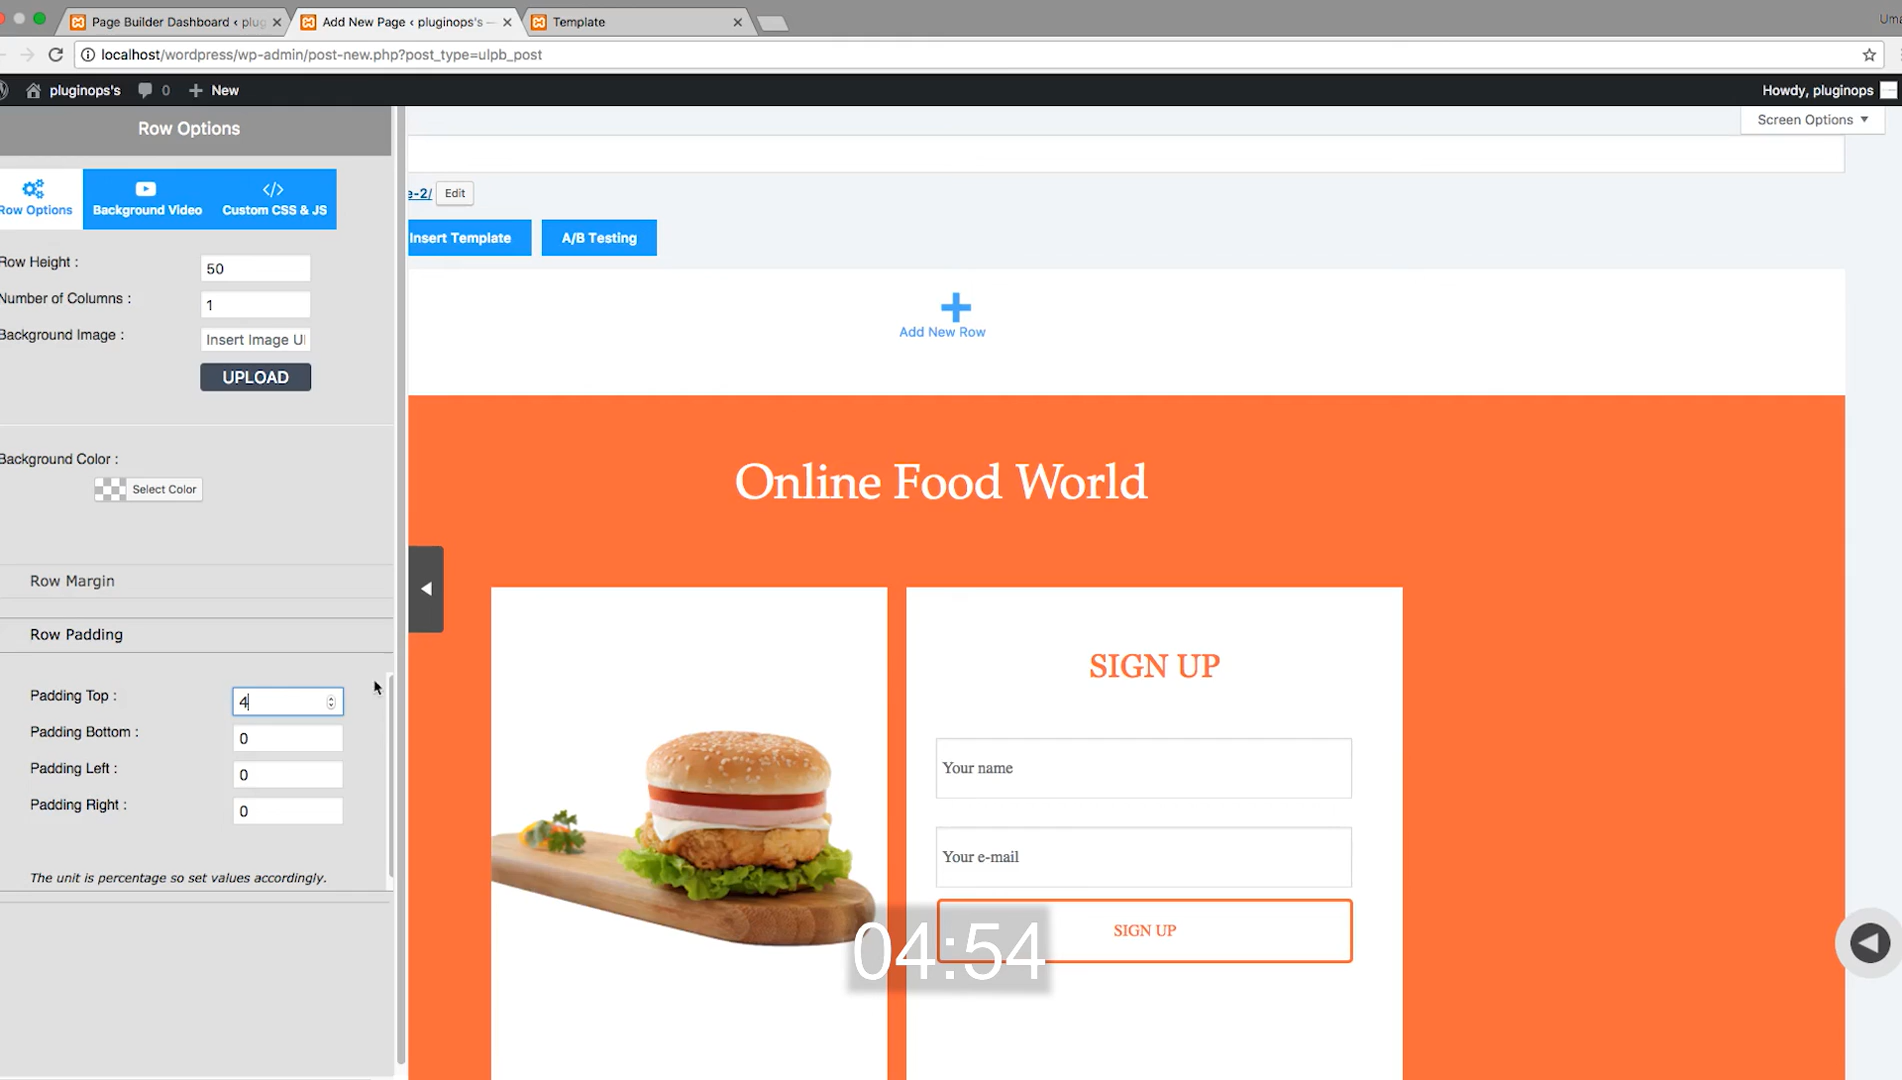 Page Builder Dashboard ‹ plug
Add New Page ‹ pluginops's —
Template
Uma
localhost/wordpress/wp-admin/post-new.php?post_type=ulpb_post
pluginops's
0
New
Howdy, pluginops
Row Options
Screen Options
e-2/
Edit
Row Options
Background Video
Custom CSS & JS
Insert Template
A/B Testing
Row Height :
50
Number of Columns :
1
Background Image :
Insert Image U
UPLOAD
Add New Row
Background Color :
Select Color
Online Food World
Row Margin
Row Padding
Padding Top :
4
Padding Bottom :
0
Padding Left :
0
Padding Right :
0
The unit is percentage so set values accordingly.
SIGN UP
Your name
Your e-mail
SIGN UP
04:54